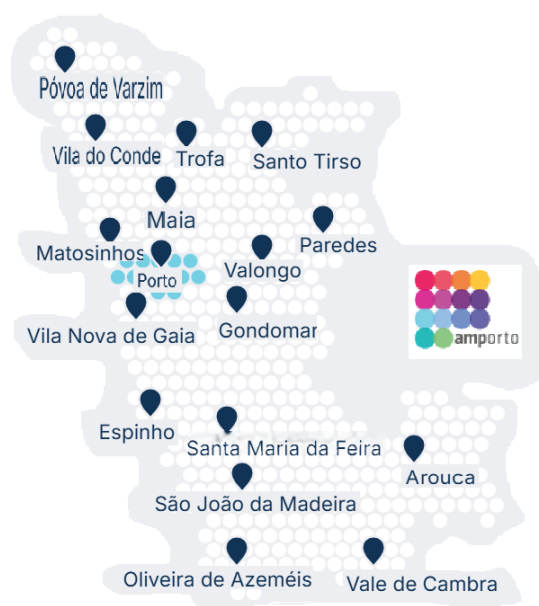 Póvoa de Varzim
Vila do Conde
Trofa
Santo Tirso
Maia
Paredes
Matosinhos
Valongo
Porto
Vila Nova de Gaia
Gondomar
amporto
Espinho
Santa Maria da Feira
Arouca
São João da Madeira
Oliveira de Azeméis
Vale de Cambra